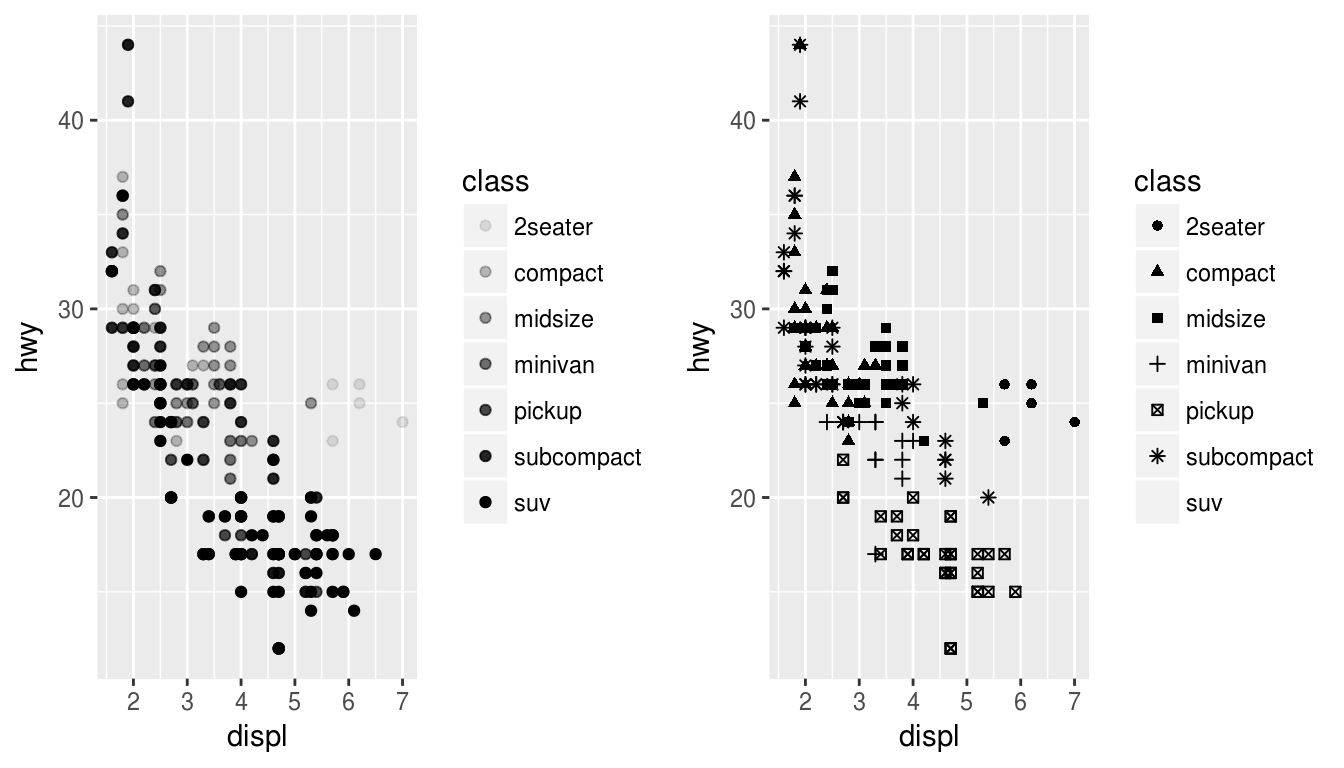 40
30
20
hwy
2 3 4 5 6 7
displ
class
2seater
compact
midsize
minivan
pickup
subcompact
suv
40
30
20
hwy
2 3 4 5 6 7
displ
class
2seater
compact
midsize
minivan
pickup
subcompact
suv